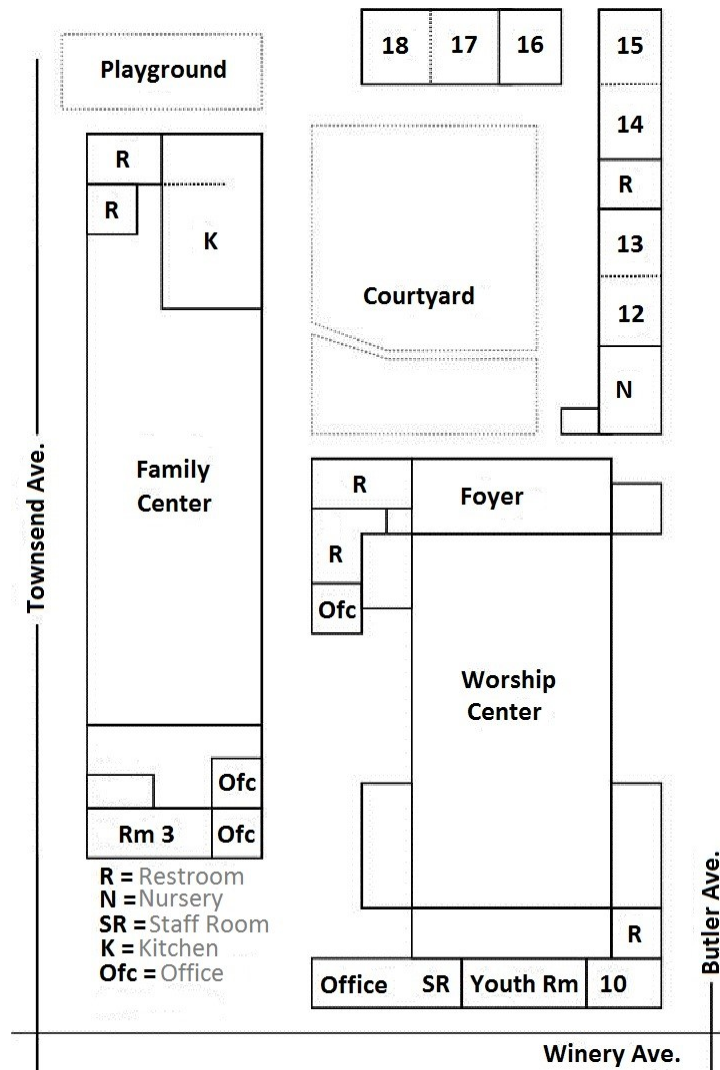 18 17 16 15
Playground
14
R
R
R
K
13
Courtyard
12
N
Family
Center
Townsend Ave.
R
Foyer
R
Ofc
Worship
Center
Ofc
Rm 3 Ofc
R = Restroom
N = Nursery
SR = Staff Room
K = Kitchen
Ofc = Office
R
Butler Ave.
Office SR Youth Rm 10
Winery Ave.